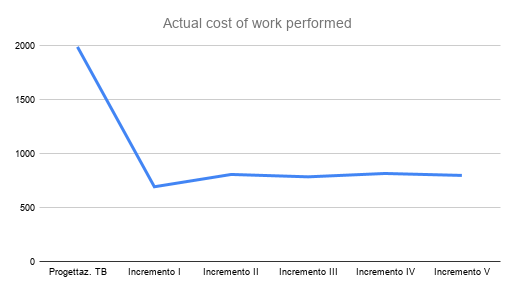 Actual cost of work performed
2000
1500
1000
500
0
Progettaz. TB Incremento I Incremento II Incremento III Incremento IV Incremento V